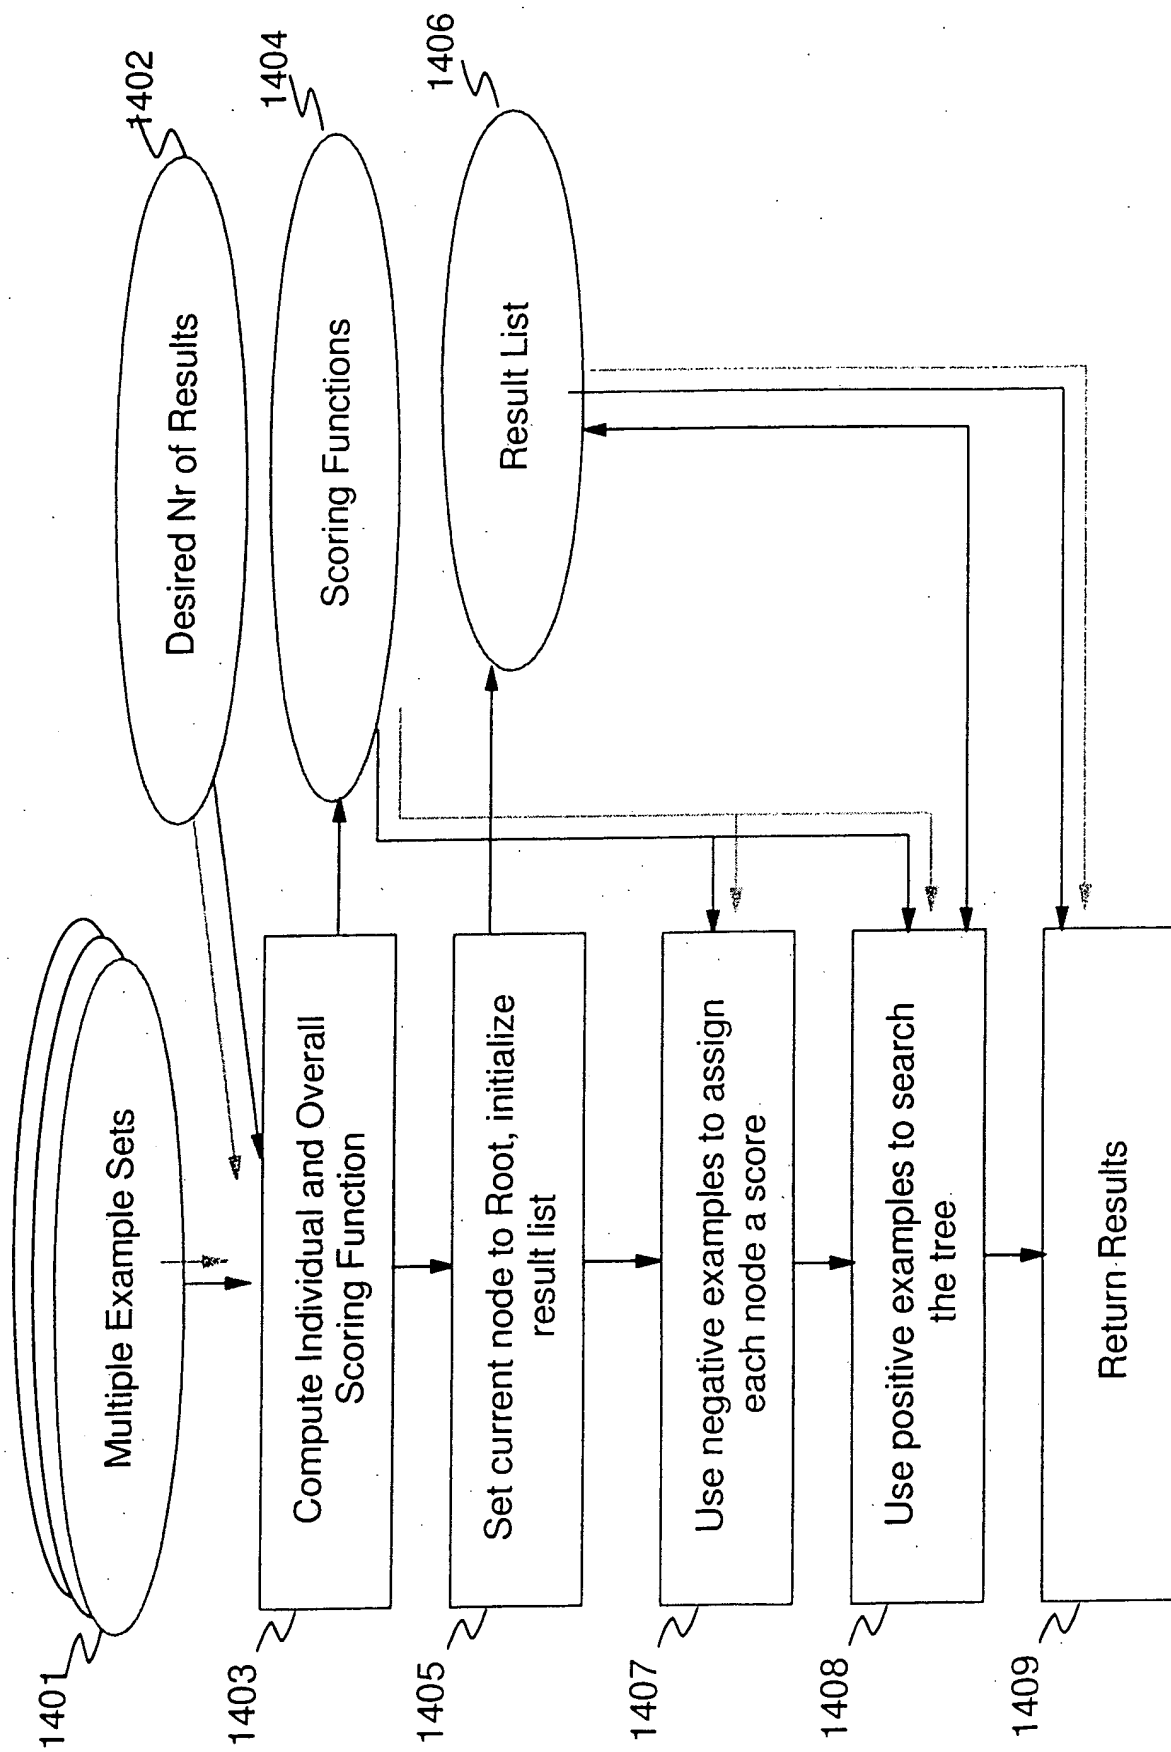 1401
Multiple Example Sets
Desired Nr of Results
1402
1403
Compute Individual and Overall
Scoring Function
Scoring Functions
1404
1405
Set current node to Root, initialize
result list
Result List
1406
1407
Use negative examples to assign
each node a score
1408
Use positive examples to search
the tree
1409
Return Results